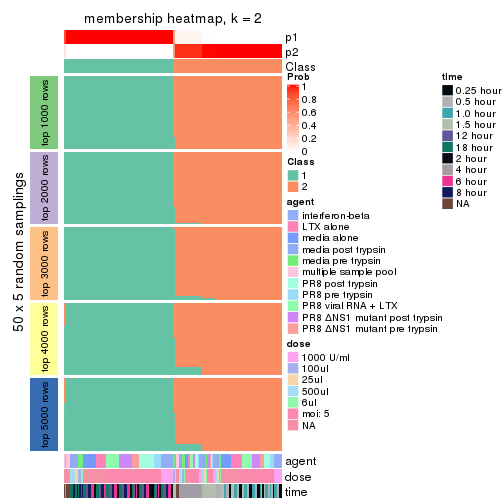 membership heatmap, k = 2
p1
p2
Class
50 x 5 random samplings
top 1000 rows
top 2000 rows
top 3000 rows
top 4000 rows
top 5000 rows
agent
dose
time
Prob
1
0.8
0.6
0.4
0.2
0
Class
1
2
agent
interferon-beta
LTX alone
media alone
media post trypsin
media pre trypsin
multiple sample pool
PR8 post trypsin
PR8 pre trypsin
PR8 viral RNA + LTX
PR8 ΔNS1 mutant post trypsin
PR8 ΔNS1 mutant pre trypsin
dose
1000 U/ml
100ul
25ul
500ul
6ul
moi: 5
NA
time
0.25 hour
0.5 hour
1.0 hour
1.5 hour
12 hour
18 hour
2 hour
4 hour
6 hour
8 hour
NA